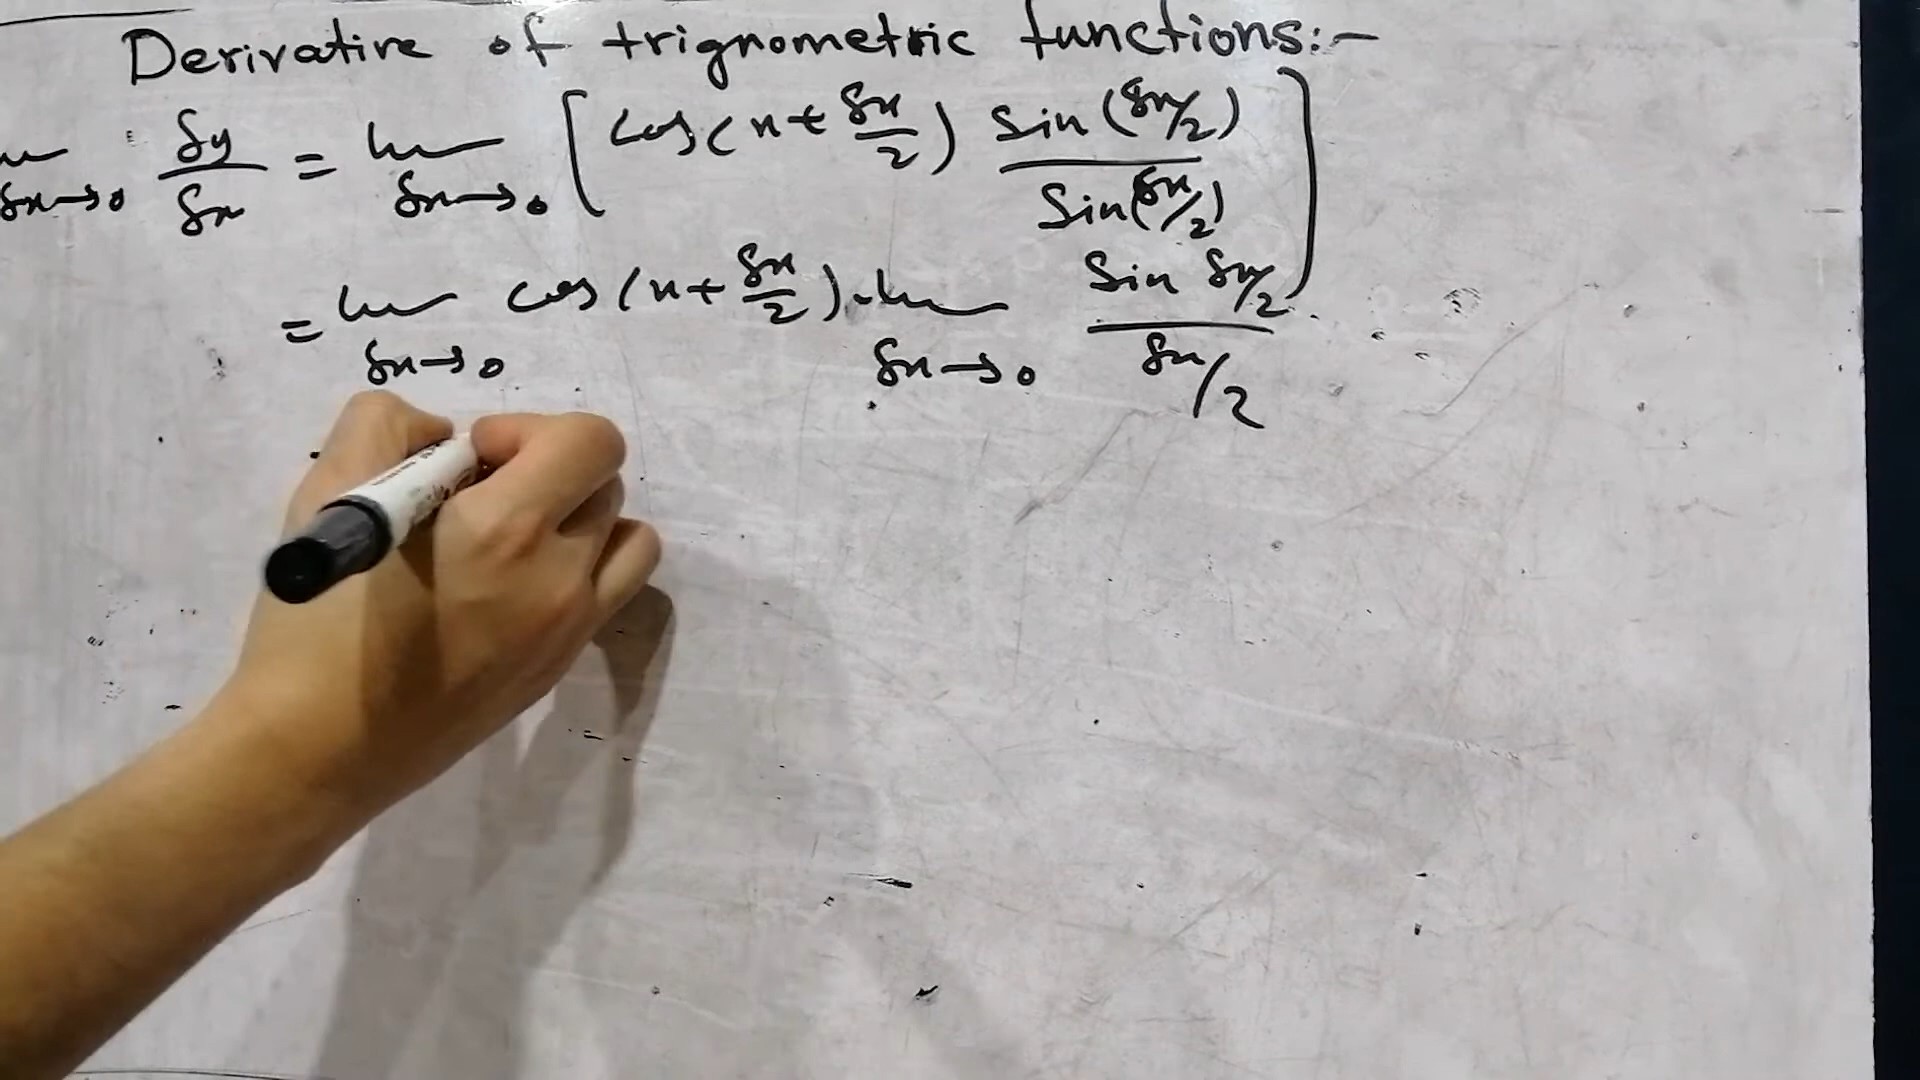 Derivative of trignometric functions:-
lim δx→0 δy/δx = lim δx→0 [cos(x + δx/2) sin(δx/2) / sin(δx/2)]
= lim δx→0 cos(x + δx/2) . lim δx→0 sin δx/2 / δx/2